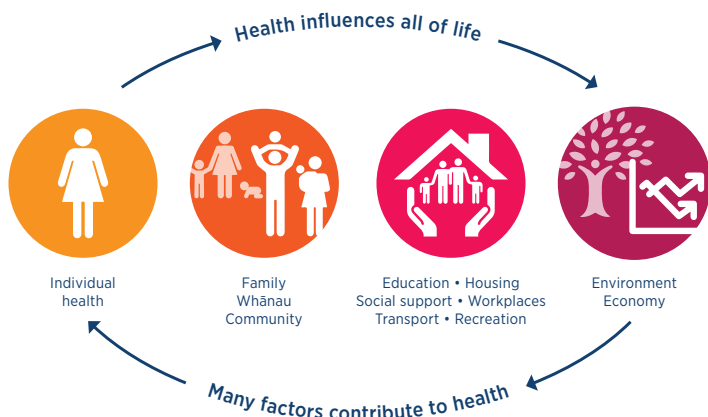 Health influences all of life
Individual
health
Family
Whānau
Community
Education • Housing
Social support • Workplaces
Transport • Recreation
Environment
Economy
Many factors contribute to health